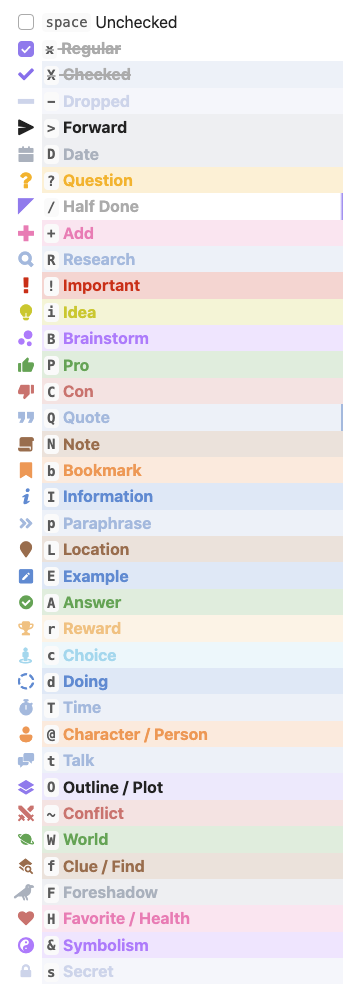 space Unchecked
x Regular
X Checked
- Dropped
> Forward
D Date
? Question
/ Half Done
+ Add
R Research
! Important
i Idea
B Brainstorm
P Pro
C Con
Q Quote
N Note
b Bookmark
I Information
p Paraphrase
L Location
E Example
A Answer
r Reward
c Choice
d Doing
T Time
@ Character / Person
t Talk
O Outline / Plot
~ Conflict
W World
f Clue / Find
F Foreshadow
H Favorite / Health
& Symbolism
s Secret